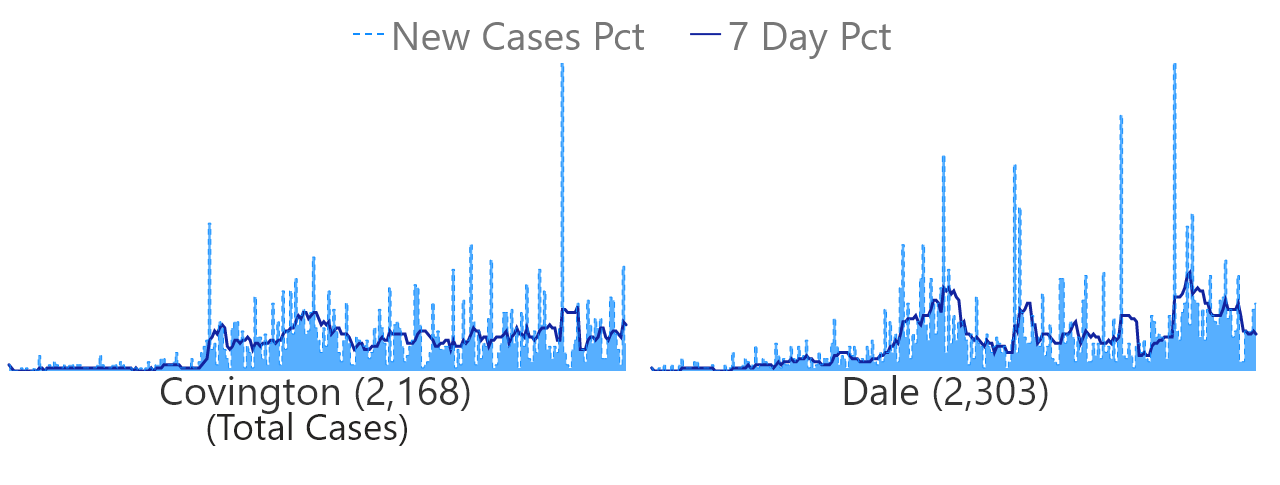 New Cases Pct 7 Day Pct
Covington (2,168)
(Total Cases)
Dale (2,303)